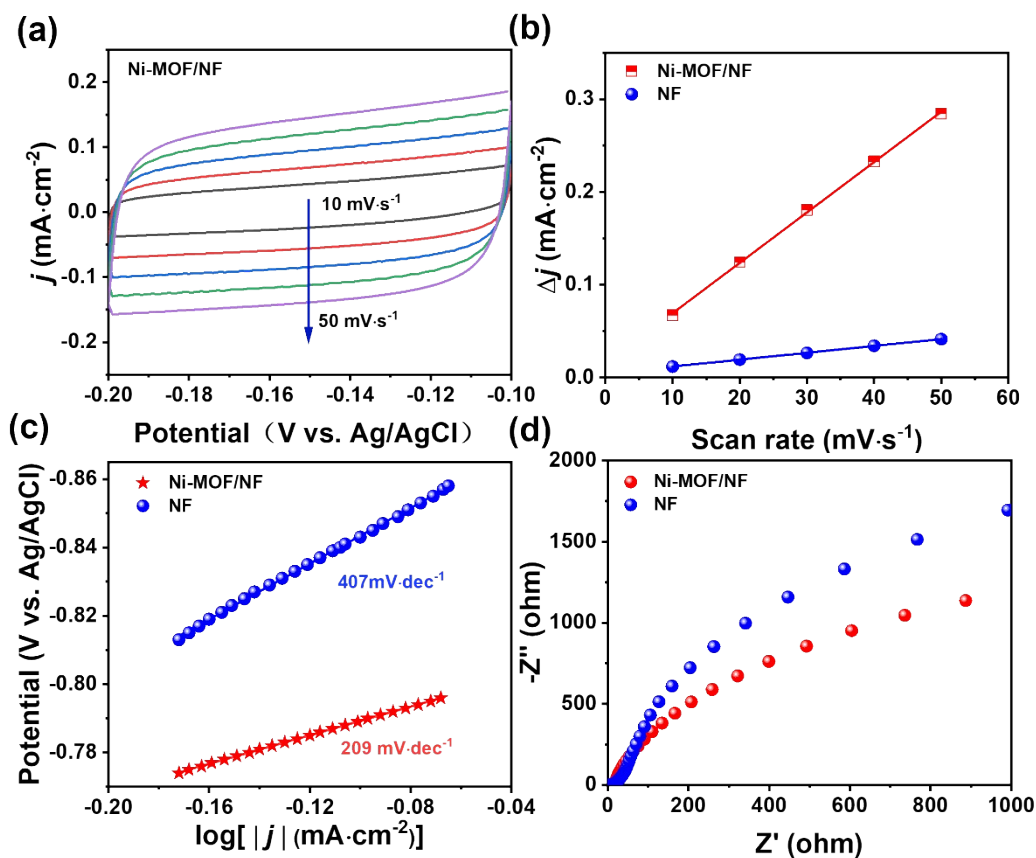 (a)
Ni-MOF/NF
0.2
0.1
0.0
-0.1
-0.2
j (mA·cm⁻²)
10 mV·s⁻¹
50 mV·s⁻¹
-0.20
-0.18
-0.16
-0.14
-0.12
-0.100
Potential（V vs. Ag/AgCl）
(b)
Ni-MOF/NF
NF
0.3
0.2
0.1
0.0
Δj (mA·cm⁻²)
0
10
20
30
40
50
60
Scan rate (mV·s⁻¹)
(c)
Ni-MOF/NF
NF
-0.86
-0.84
-0.82
-0.80
-0.78
Potential (V vs. Ag/AgCl)
407mV·dec⁻¹
209 mV·dec⁻¹
-0.20
-0.16
-0.12
-0.08
-0.04
log[ | j | (mA·cm⁻²)]
(d)
Ni-MOF/NF
NF
2000
1500
1000
500
0
-Z'' (ohm)
0
200
400
600
800
1000
Z' (ohm)